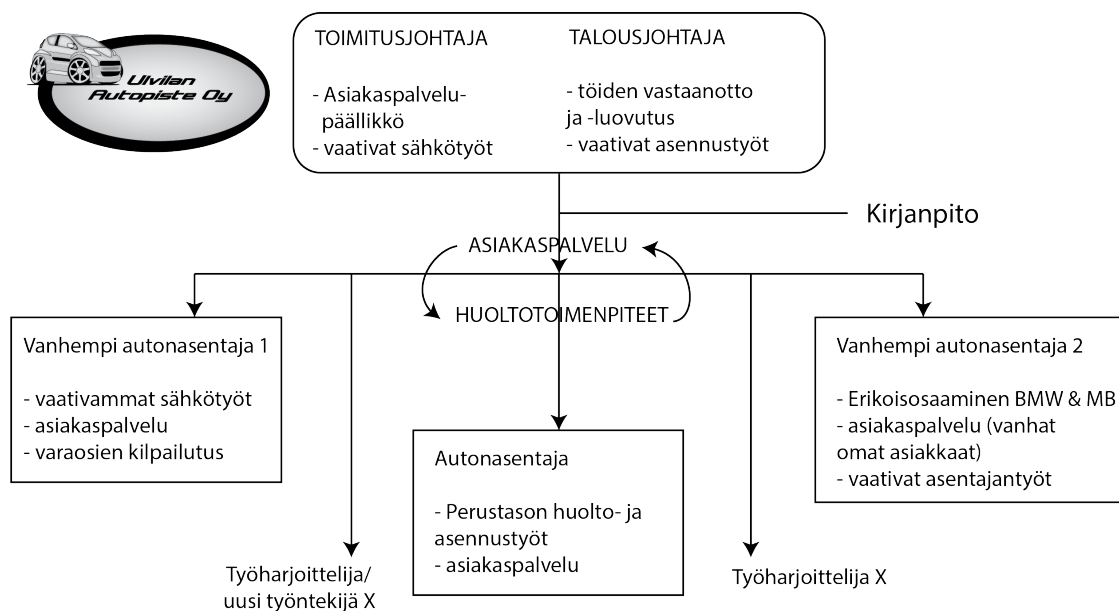 Ulvilan
Autopiste Oy
TOIMITUSJOHTAJA
- Asiakaspalvelu-
päällikkö
- vaativat sähkötyöt
TALOUSJOHTAJA
- töiden vastaanotto
ja -luovutus
- vaativat asennustyöt
Kirjanpito
ASIAKASPALVELU
HUOLTOTOIMENPITEET
Vanhempi autonasentaja 1
- vaativammat sähkötyöt
- asiakaspalvelu
- varaosien kilpailutus
Työharjoittelija/
uusi työntekijä X
Autonasentaja
- Perustason huolto- ja
asennustyöt
- asiakaspalvelu
Työharjoittelija X
Vanhempi autonasentaja 2
- Erikoisosaaminen BMW & MB
- asiakaspalvelu (vanhat
omat asiakkaat)
- vaativat asentajantyöt